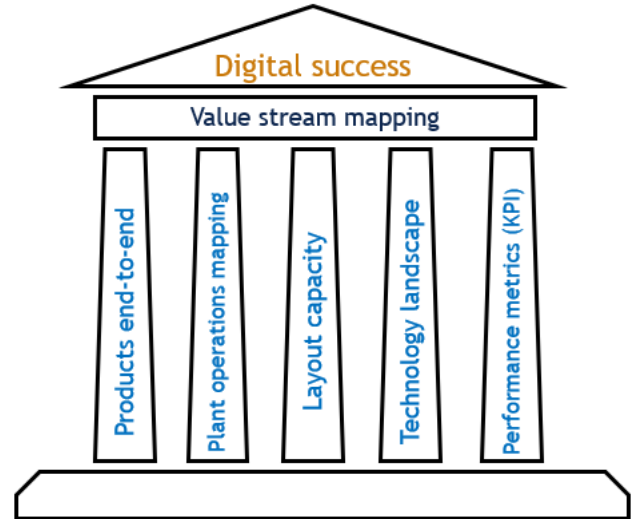 Digital success
Value stream mapping
Products end-to-end
Plant operations mapping
Layout capacity
Technology landscape
Performance metrics (KPI)